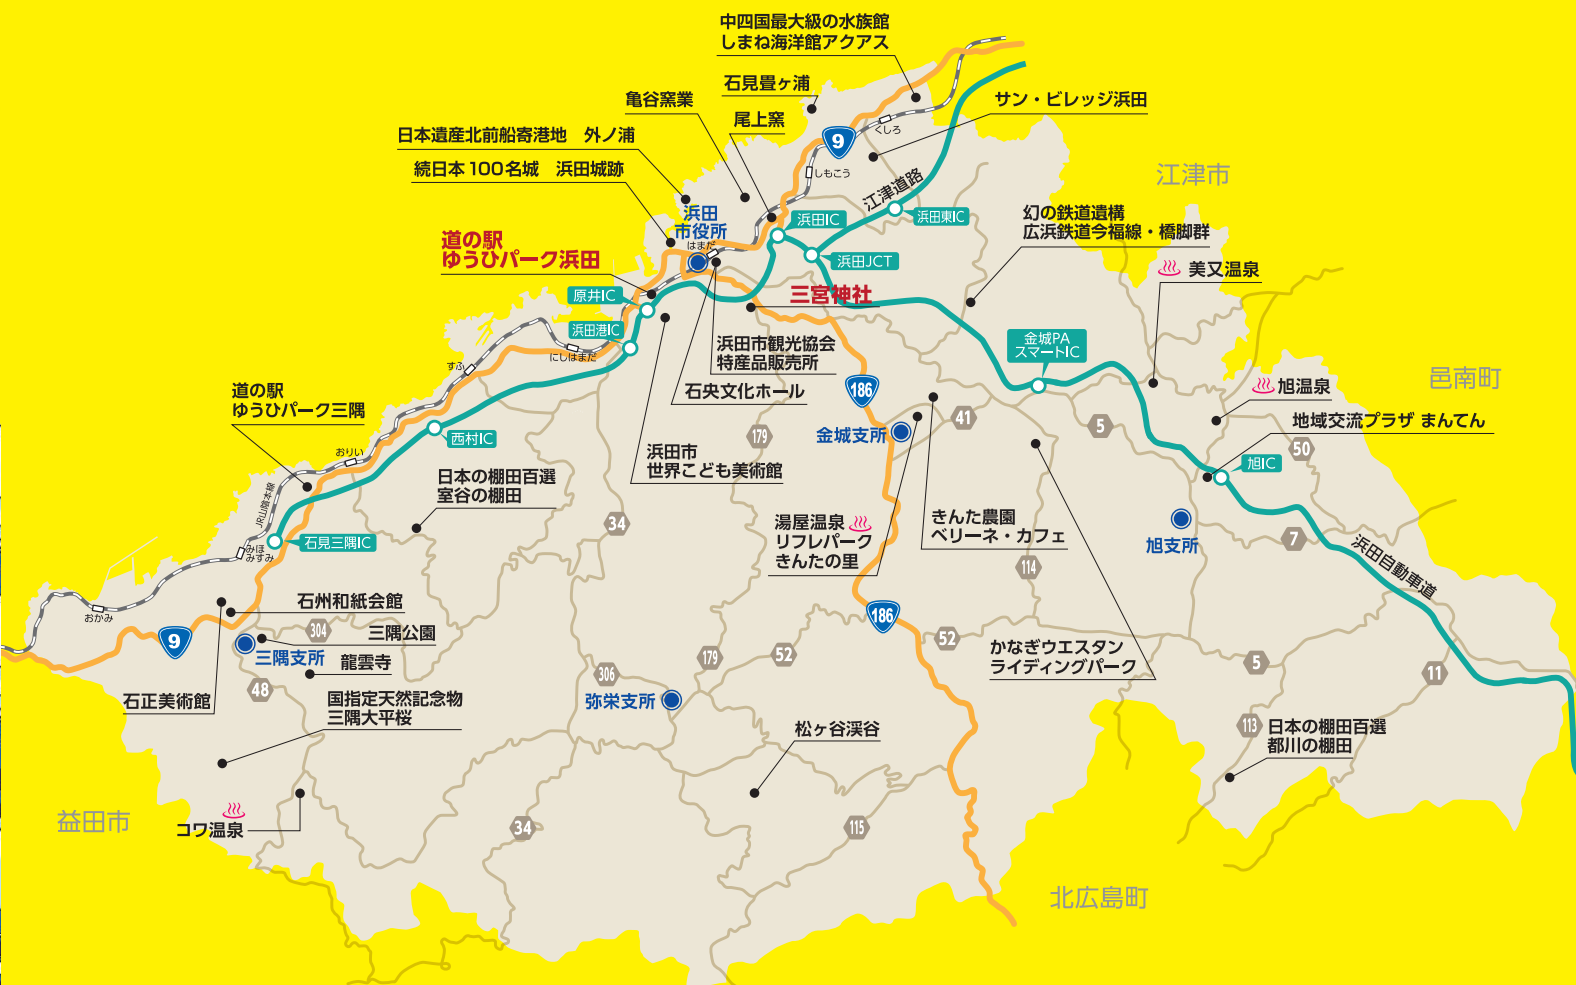 中四国最大級の水族館
しまね海洋館アクアス
石見畳ヶ浦
亀谷窯業
尾上窯
サン・ビレッジ浜田
日本遺産北前船寄港地　外ノ浦
続日本100名城　浜田城跡
9
くしろ
しもこう
江津道路
江津市
浜田
市役所
はまだ
浜田IC
浜田東IC
浜田JCT
幻の鉄道遺構
広浜鉄道今福線・橋脚群
美又温泉
道の駅
ゆうひパーク浜田
原井IC
浜田港IC
三宮神社
金城PA
スマートIC
にしはまだ
すふ
浜田市観光協会
特産品販売所
石央文化ホール
浜田市
世界こども美術館
186
金城支所
41
5
旭温泉
邑南町
地域交流プラザ まんてん
50
旭IC
道の駅
ゆうひパーク三隅
西村IC
おりい
JR山陰本線
日本の棚田百選
室谷の棚田
179
34
湯屋温泉
リフレパーク
きんたの里
きんた農園
ベリーネ・カフェ
旭支所
7
浜田自動車道
石見三隅IC
みほ
みすみ
114
おかみ
石州和紙会館
9
304
三隅公園
三隅支所
龍雲寺
48
石正美術館
国指定天然記念物
三隅大平桜
186
52
52
179
306
弥栄支所
かなぎウエスタン
ライディングパーク
5
11
113
日本の棚田百選
都川の棚田
松ヶ谷渓谷
益田市
コワ温泉
34
115
北広島町